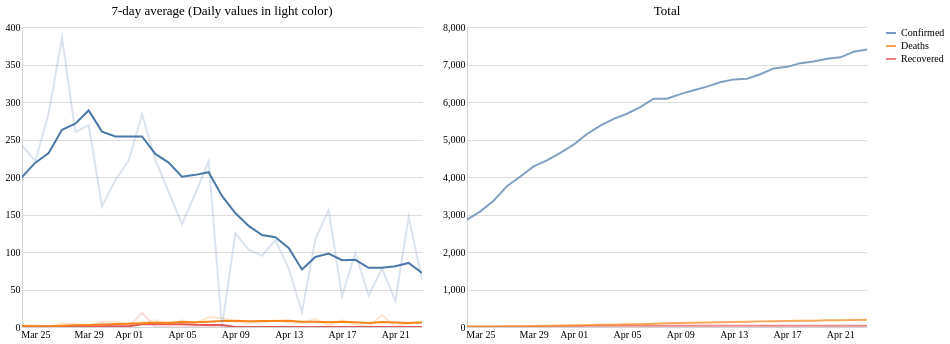 7-day average (Daily values in light color)
400
350
300
250
200
150
100
50
0
Mar 25 Mar 29 Apr 01 Apr 05 Apr 09 Apr 13 Apr 17 Apr 21
Total
8,000
7,000
6,000
5,000
4,000
3,000
2,000
1,000
0
Mar 25 Mar 29 Apr 01 Apr 05 Apr 09 Apr 13 Apr 17 Apr 21
Confirmed
Deaths
Recovered